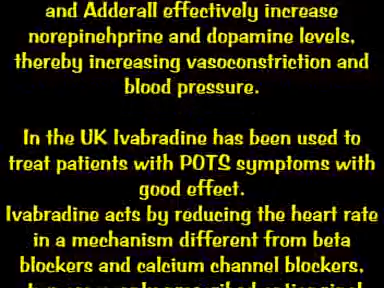 and Adderall effectively increase
norepinehprine and dopamine levels,
thereby increasing vasoconstriction and
blood pressure.
In the UK Ivabradine has been used to
treat patients with POTS symptoms with
good effect.
Ivabradine acts by reducing the heart rate
in a mechanism different from beta
blockers and calcium channel blockers,